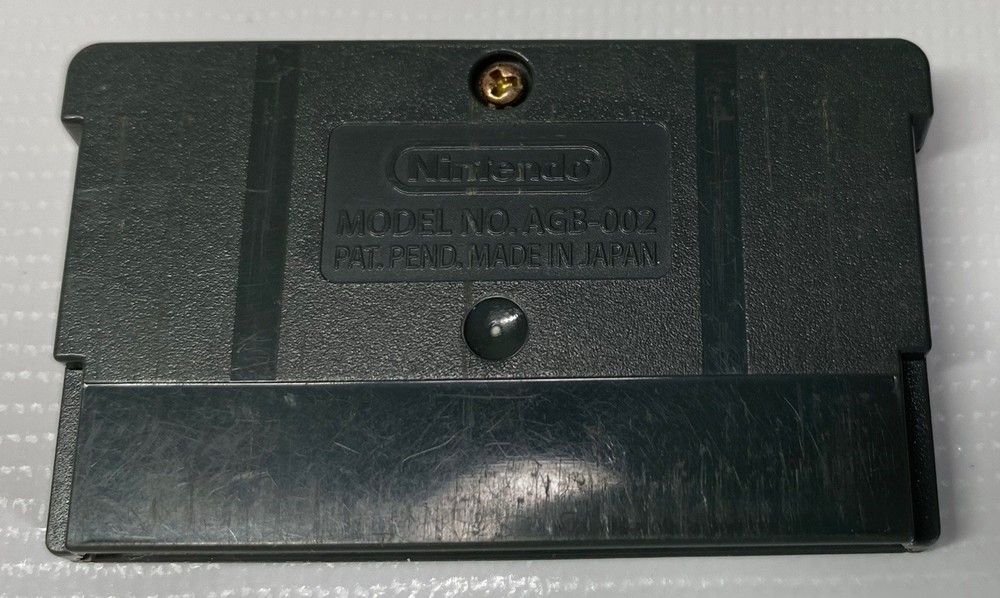 Nintendo
MODEL NO. AGB-002
PAT. PEND. MADE IN JAPAN